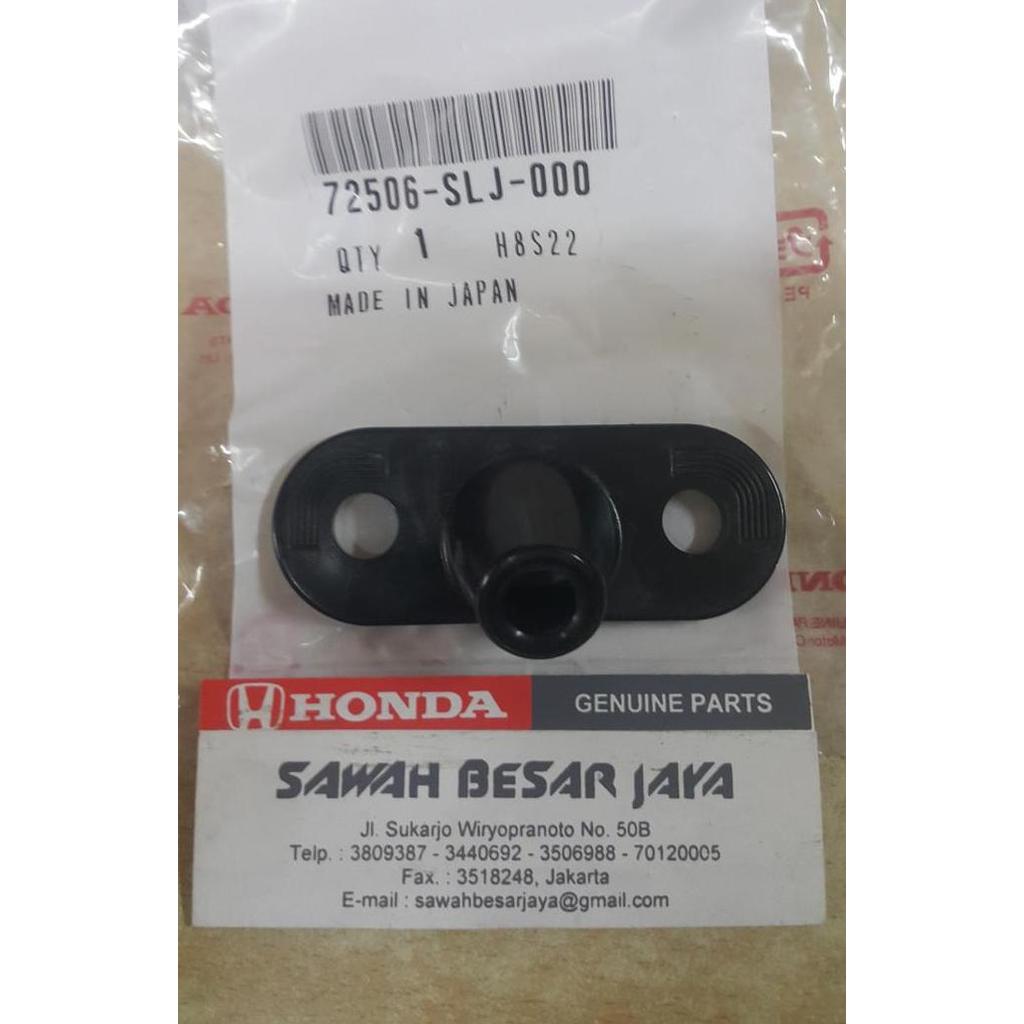 72506-SLJ-000
QTY 1 H8S22
MADE IN JAPAN
HONDA GENUINE PARTS
SAWAH BESAR JAYA
Jl. Sukarjo Wiryopranoto No. 50B
Telp. : 3809387 - 3440692 - 3506988 - 70120005
Fax. : 3518248, Jakarta
E-mail : sawahbesarjaya@gmail.com